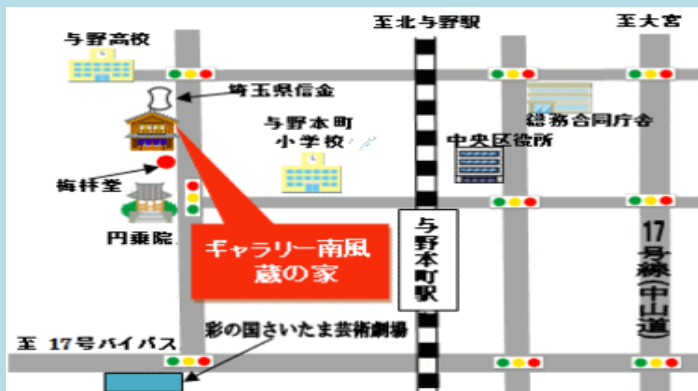 至北与野駅
至大宮
与野高校
埼玉県信金
総務合同庁舎
与野本町
小学校
中央区役所
梅林堂
円乗院
ギャラリー南風
蔵の家
与野本町駅
17号線(中山道)
彩の国さいたま芸術劇場
至 17号バイパス